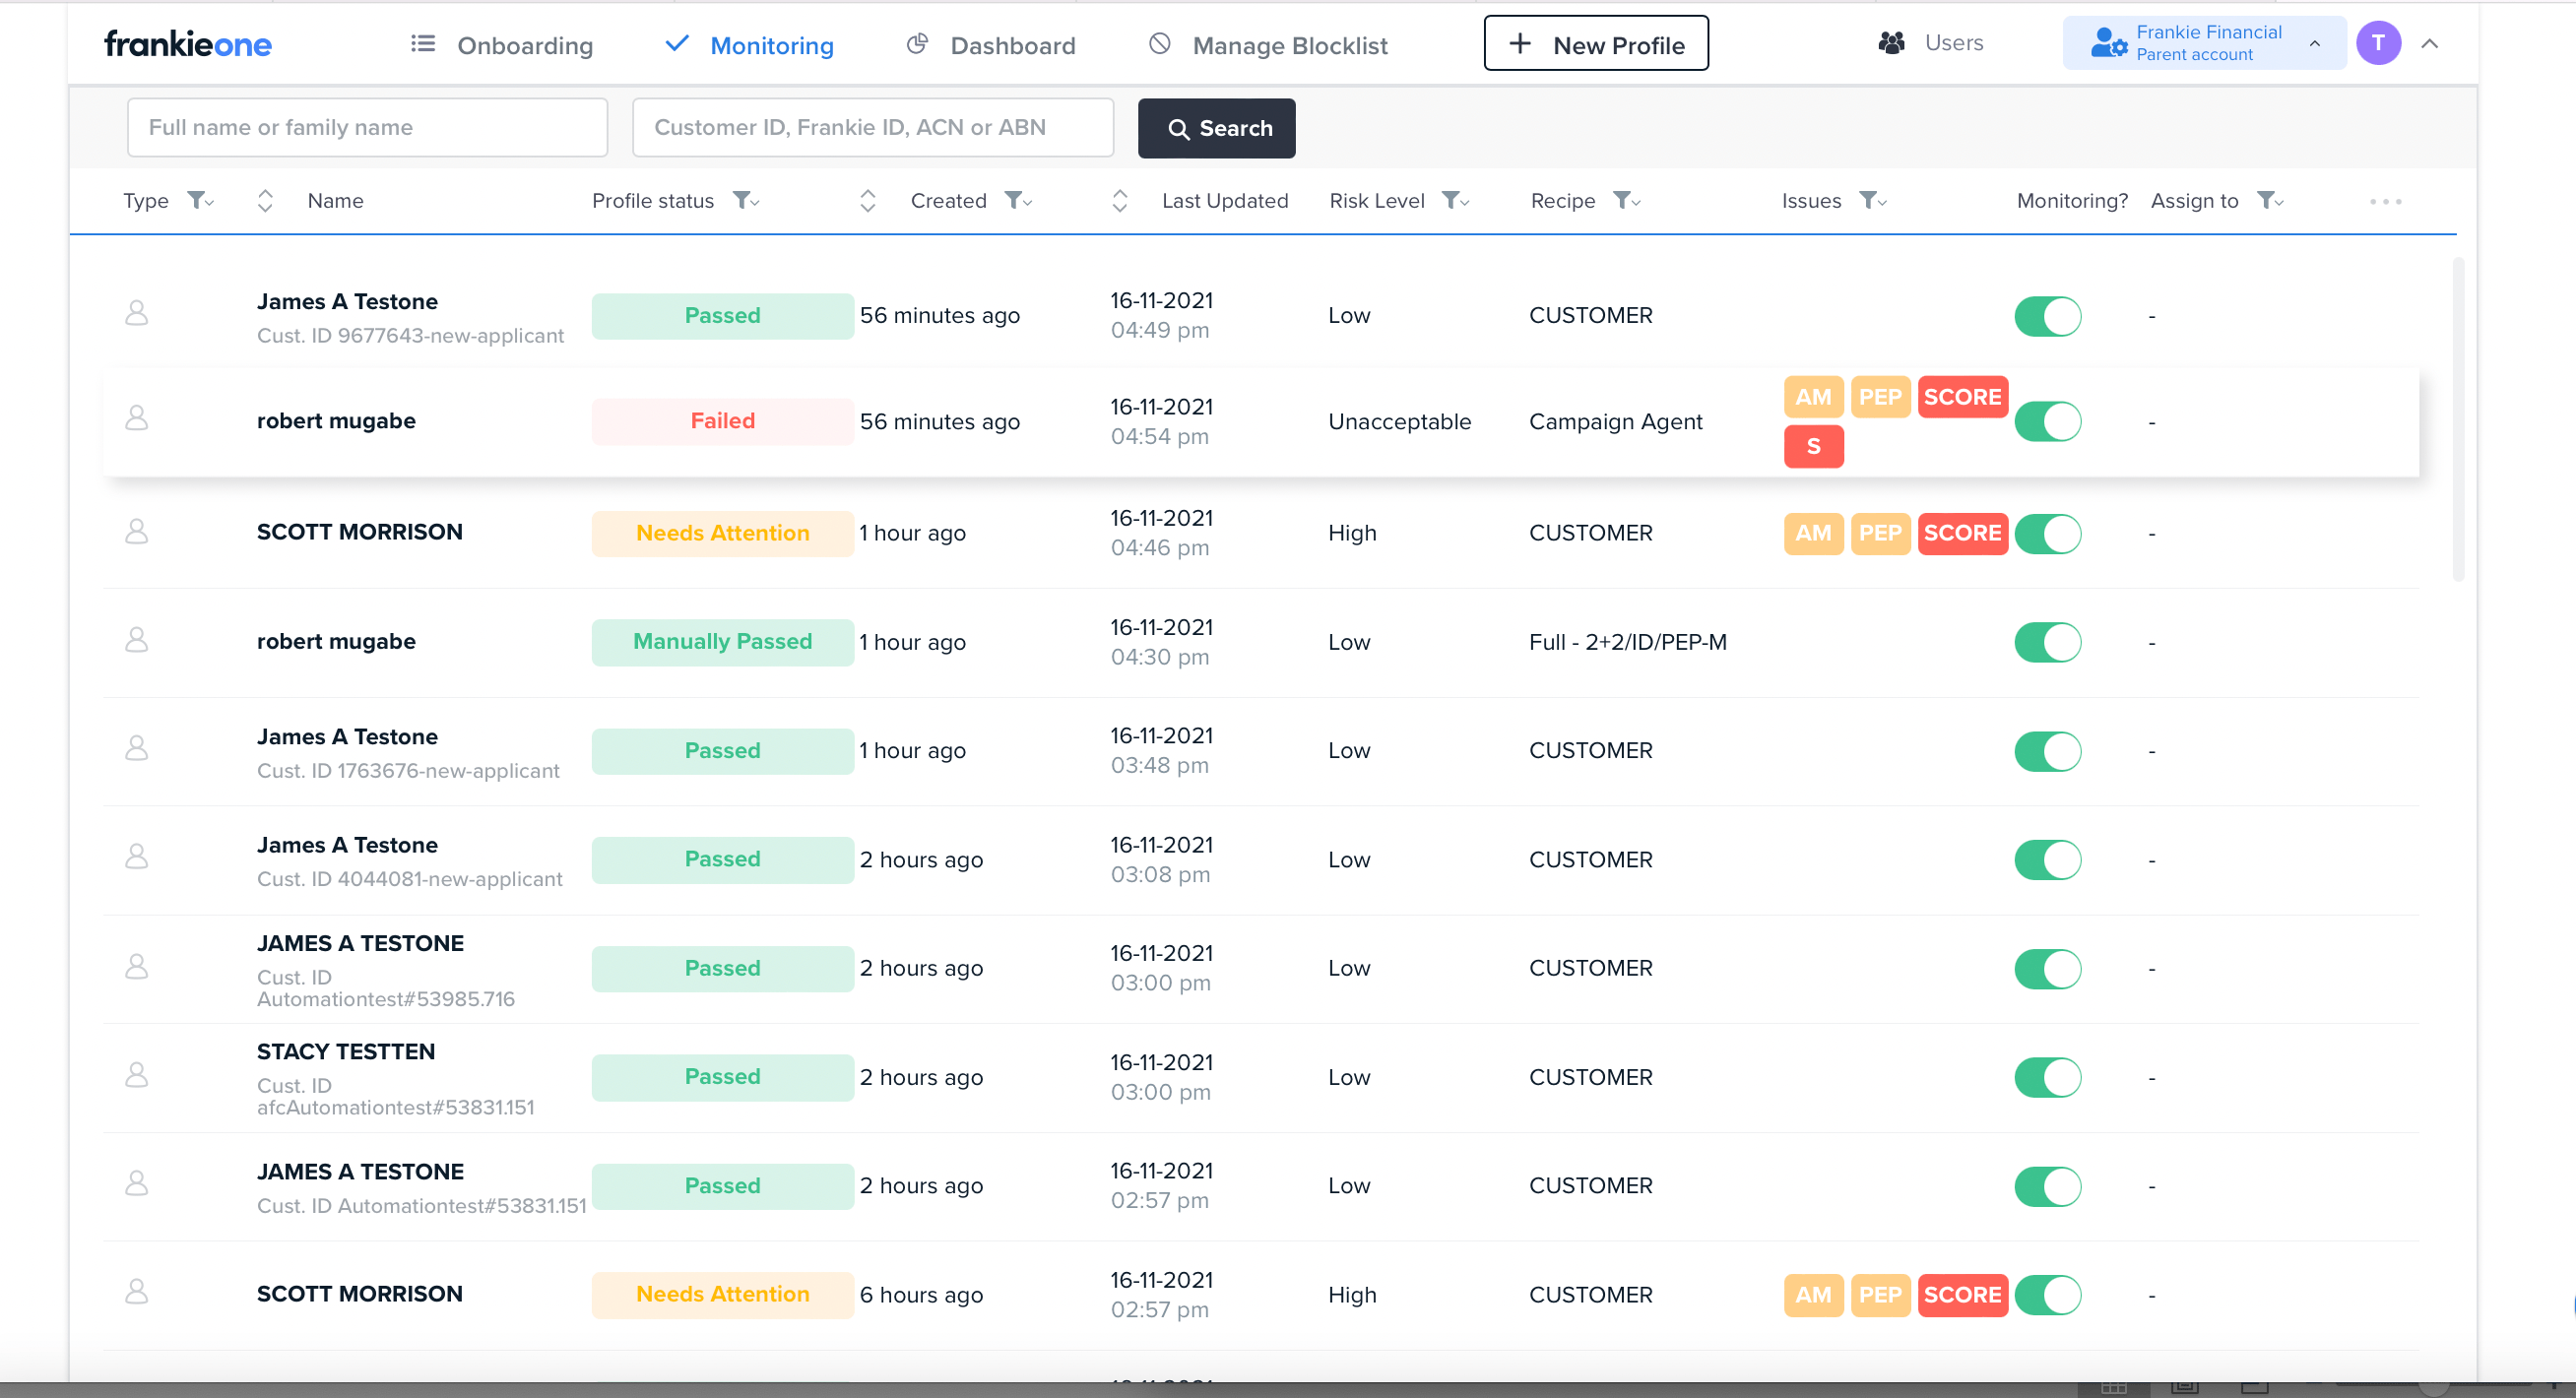 frankieone
Onboarding
Monitoring
Dashboard
Manage Blocklist
New Profile
Users
Frankie Financial
Parent account
T
Full name or family name
Customer ID, Frankie ID, ACN or ABN
Search
Type Name Profile status Created Last Updated Risk Level Recipe Issues Monitoring? Assign to
James A Testone
Cust. ID 9677643-new-applicant
Passed
56 minutes ago
16-11-2021
04:49 pm
Low
CUSTOMER
-
robert mugabe
Failed
56 minutes ago
16-11-2021
04:54 pm
Unacceptable
Campaign Agent
AM PEP SCORE
S
-
SCOTT MORRISON
Needs Attention
1 hour ago
16-11-2021
04:46 pm
High
CUSTOMER
AM PEP SCORE
-
robert mugabe
Manually Passed
1 hour ago
16-11-2021
04:30 pm
Low
Full - 2+2/ID/PEP-M
-
James A Testone
Cust. ID 1763676-new-applicant
Passed
1 hour ago
16-11-2021
03:48 pm
Low
CUSTOMER
-
James A Testone
Cust. ID 4044081-new-applicant
Passed
2 hours ago
16-11-2021
03:08 pm
Low
CUSTOMER
-
JAMES A TESTONE
Cust. ID
Automationtest#53985.716
Passed
2 hours ago
16-11-2021
03:00 pm
Low
CUSTOMER
-
STACY TESTTEN
Cust. ID
afcAutomationtest#53831.151
Passed
2 hours ago
16-11-2021
03:00 pm
Low
CUSTOMER
-
JAMES A TESTONE
Cust. ID Automationtest#53831.151
Passed
2 hours ago
16-11-2021
02:57 pm
Low
CUSTOMER
-
SCOTT MORRISON
Needs Attention
6 hours ago
16-11-2021
02:57 pm
High
CUSTOMER
AM PEP SCORE
-